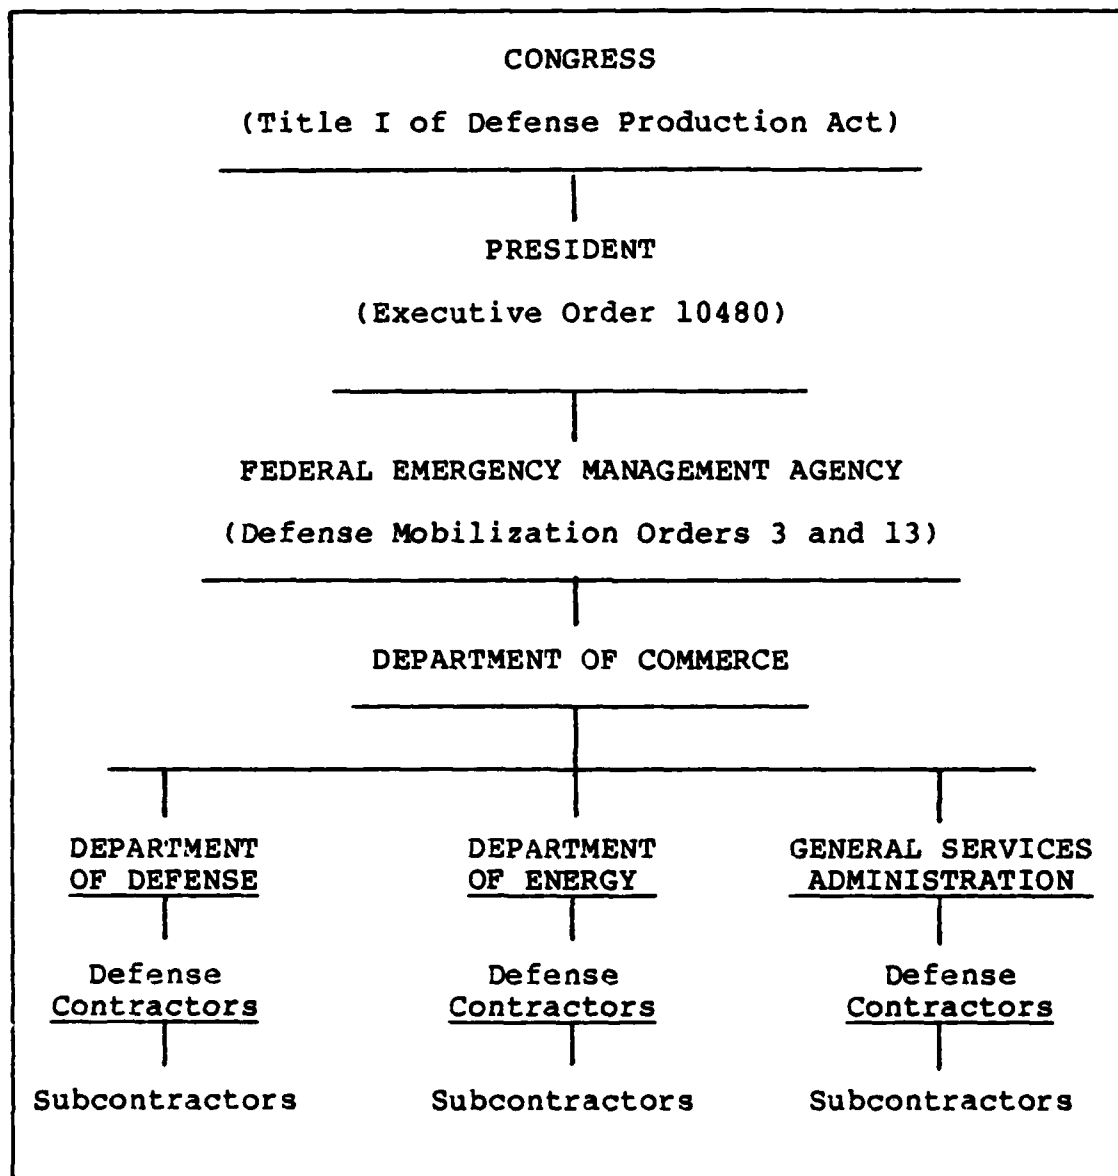 CONGRESS
(Title I of Defense Production Act)
PRESIDENT
(Executive Order 10480)
FEDERAL EMERGENCY MANAGEMENT AGENCY
(Defense Mobilization Orders 3 and 13)
DEPARTMENT OF COMMERCE
DEPARTMENT
OF DEFENSE
DEPARTMENT
OF ENERGY
GENERAL SERVICES
ADMINISTRATION
Defense
Contractors
Defense
Contractors
Defense
Contractors
Subcontractors
Subcontractors
Subcontractors